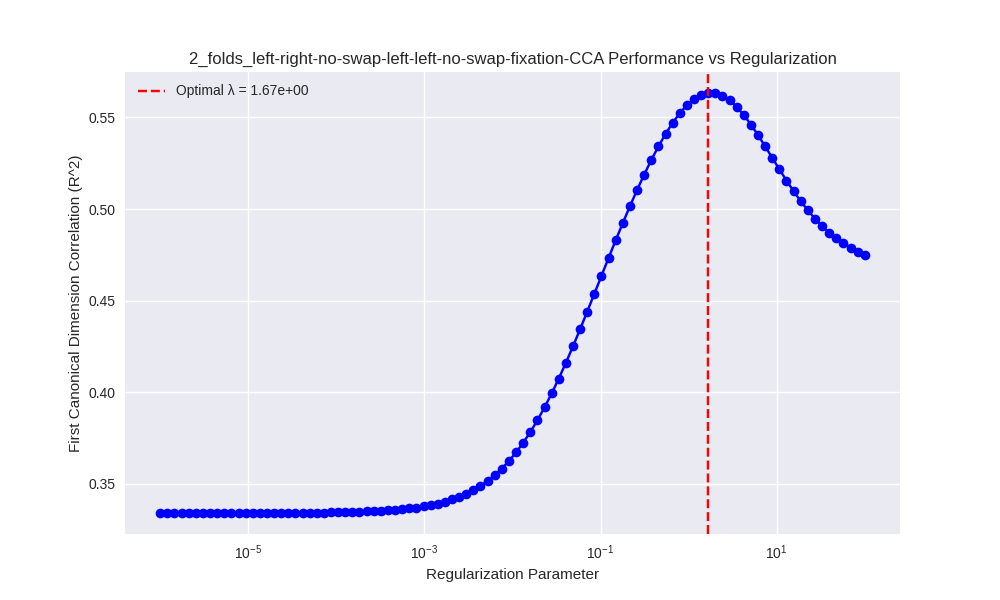 2_folds_left-right-no-swap-left-left-no-swap-fixation-CCA Performance vs Regularization
Optimal λ = 1.67e+00
First Canonical Dimension Correlation (R^2)
0.55
0.50
0.45
0.40
0.35
10⁻⁵
10⁻³
10⁻¹
10¹
Regularization Parameter